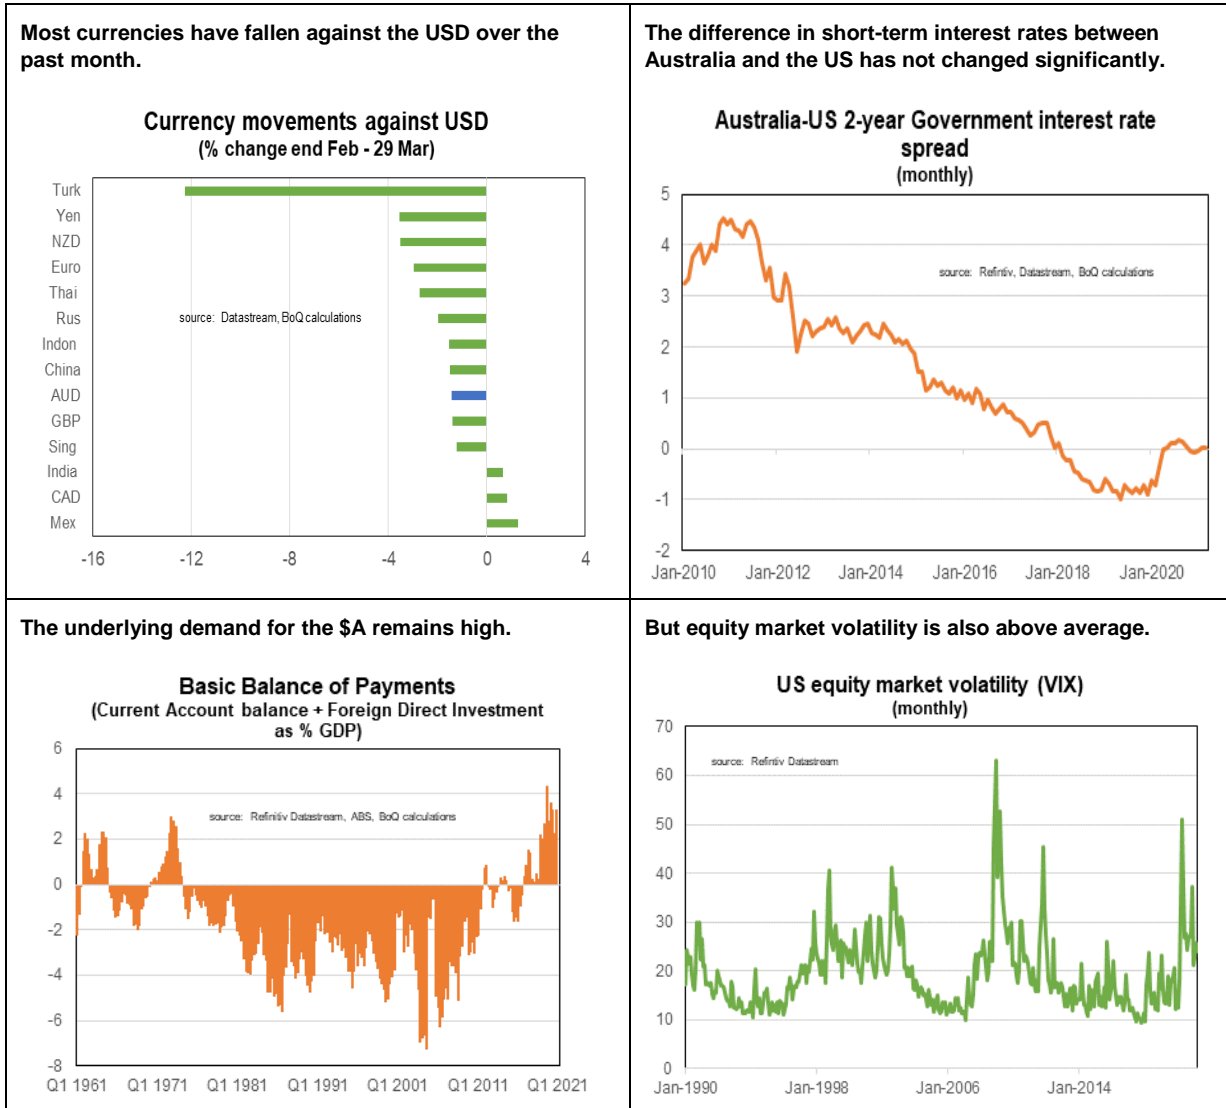 Most currencies have fallen against the USD over the
past month.
Currency movements against USD
(% change end Feb - 29 Mar)
Turk
Yen
NZD
Euro
Thai
Rus
source: Datastream, BoQ calculations
Indon
China
AUD
GBP
Sing
India
CAD
Mex
-16
-12
-8
-4
0
4
The difference in short-term interest rates between
Australia and the US has not changed significantly.
Australia-US 2-year Government interest rate
spread
(monthly)
5
4
source: Refintiv, Datastream, BoQ calculations
3
2
1
0
-1
-2
Jan-2010
Jan-2012
Jan-2014
Jan-2016
Jan-2018
Jan-2020
The underlying demand for the $A remains high.
Basic Balance of Payments
(Current Account balance + Foreign Direct Investment
as % GDP)
6
4
source: Refinitiv Datastream, ABS, BoQ calculations
2
0
-2
-4
-6
-8
Q1 1961
Q1 1971
Q1 1981
Q1 1991
Q1 2001
Q1 2011
Q1 2021
But equity market volatility is also above average.
US equity market volatility (VIX)
(monthly)
70
source: Refintiv Datastream
60
50
40
30
20
10
0
Jan-1990
Jan-1998
Jan-2006
Jan-2014